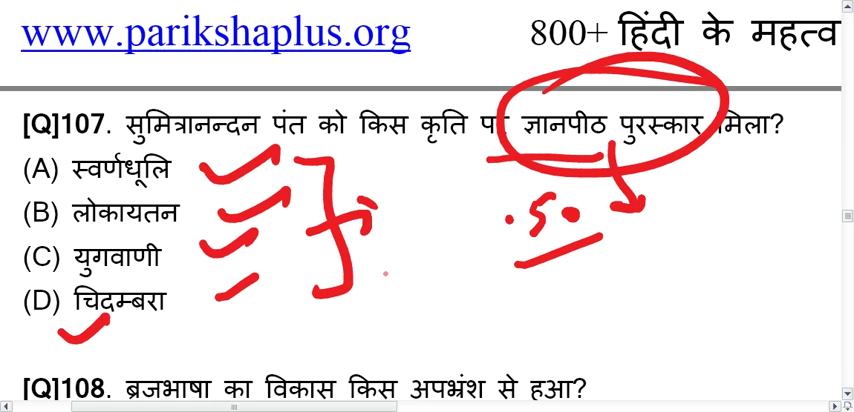 www.parikshaplus.org 800+ हिंदी के महत्व
[Q]107. सुमित्रानन्दन पंत को किस कृति पर ज्ञानपीठ पुरस्कार मिला?
(A) स्वर्णधूलि
(B) लोकायतन
(C) युगवाणी
(D) चिदम्बरा
.50
[Q]108. ब्रजभाषा का विकास किस अपभ्रंश से हुआ?